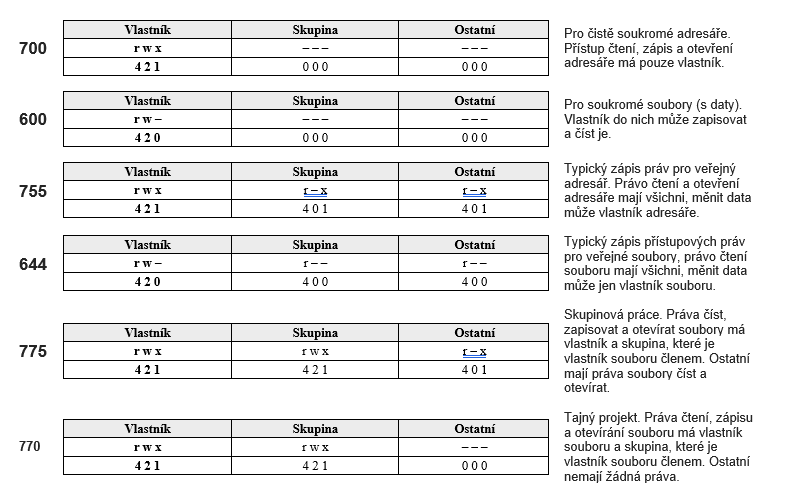 700
Vlastník Skupina Ostatní
r w x – – – – – –
4 2 1 0 0 0 0 0 0
Pro čistě soukromé adresáře.
Přístup čtení, zápis a otevření
adresáře má pouze vlastník.
600
Vlastník Skupina Ostatní
r w – – – – – – –
4 2 0 0 0 0 0 0 0
Pro soukromé soubory (s daty).
Vlastník do nich může zapisovat
a číst je.
755
Vlastník Skupina Ostatní
r w x r – x r – x
4 2 1 4 0 1 4 0 1
Typický zápis práv pro veřejný
adresář. Právo čtení a otevření
adresáře mají všichni, měnit data
může vlastník adresáře.
644
Vlastník Skupina Ostatní
r w – r – – r – –
4 2 0 4 0 0 4 0 0
Typický zápis přístupových práv
pro veřejné soubory, právo čtení
souboru mají všichni, měnit data
může jen vlastník souboru.
775
Vlastník Skupina Ostatní
r w x r w x r – x
4 2 1 4 2 1 4 0 1
Skupinová práce. Práva číst,
zapisovat a otevírat soubory má
vlastník a skupina, které je
vlastník souboru členem. Ostatní
mají práva soubory číst a
otevírat.
770
Vlastník Skupina Ostatní
r w x r w x – – –
4 2 1 4 2 1 0 0 0
Tajný projekt. Práva čtení, zápisu
a otevírání souboru má vlastník
souboru a skupina, které je
vlastník souboru členem. Ostatní
nemají žádná práva.